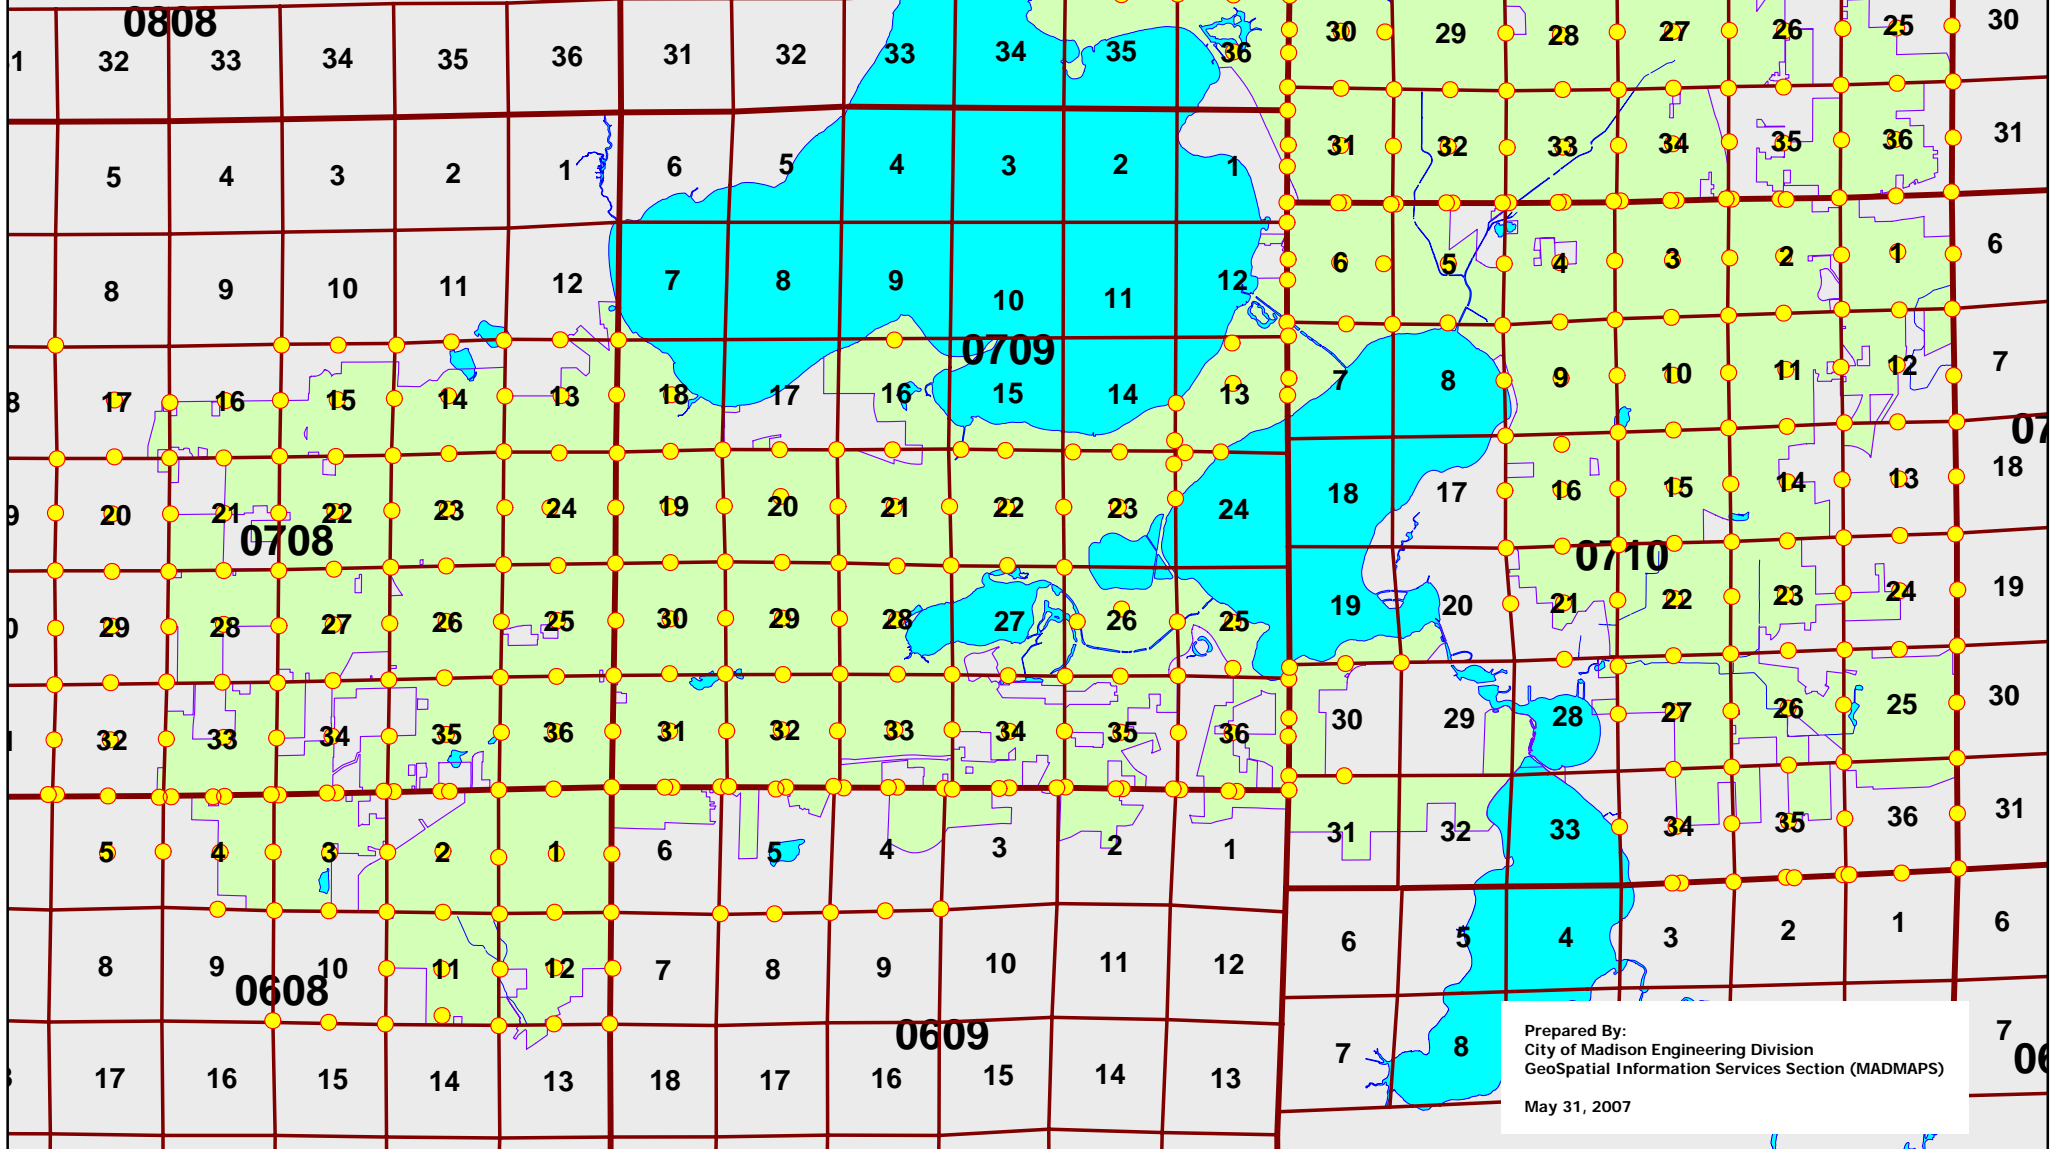 0808
1 32 33 34 35 36 31 32 33 34 35 36 30 29 28 27 26 25 30
5 4 3 2 1 6 5 4 3 2 1 31 32 33 34 35 36 31
8 9 10 11 12 7 8 9 10 11 12 6 5 4 3 2 1 6
0709
8 17 16 15 14 13 18 17 16 15 14 13 7 8 9 10 11 12 7
07
9 20 21 22 23 24 19 20 21 22 23 24 18 17 16 15 14 13 18
0708 0710
0 29 28 27 26 25 30 29 28 27 26 25 19 20 21 22 23 24 19
32 33 34 35 36 31 32 33 34 35 36 30 29 28 27 26 25 30
5 4 3 2 1 6 5 4 3 2 1 31 32 33 34 35 36 31
8 9 10 11 12 7 8 9 10 11 12 6 5 4 3 2 1 6
0608
0609
17 16 15 14 13 18 17 16 15 14 13 7 8 7
06
Prepared By:
City of Madison Engineering Division
GeoSpatial Information Services Section (MADMAPS)
May 31, 2007